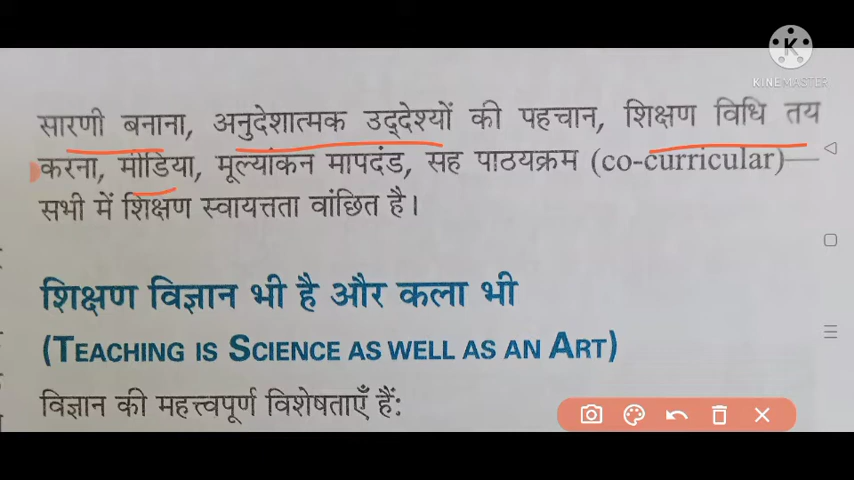 K
KINEMASTER
सारणी बनाना, अनुदेशात्मक उद्देश्यों की पहचान, शिक्षण विधि तय
करना, मीडिया, मूल्यांकन मापदंड, सह पाठयक्रम (co-curricular)—
सभी में शिक्षण स्वायत्तता वांछित है।
शिक्षण विज्ञान भी है और कला भी
(TEACHING IS SCIENCE AS WELL AS AN ART)
विज्ञान की महत्त्वपूर्ण विशेषताएँ हैं: